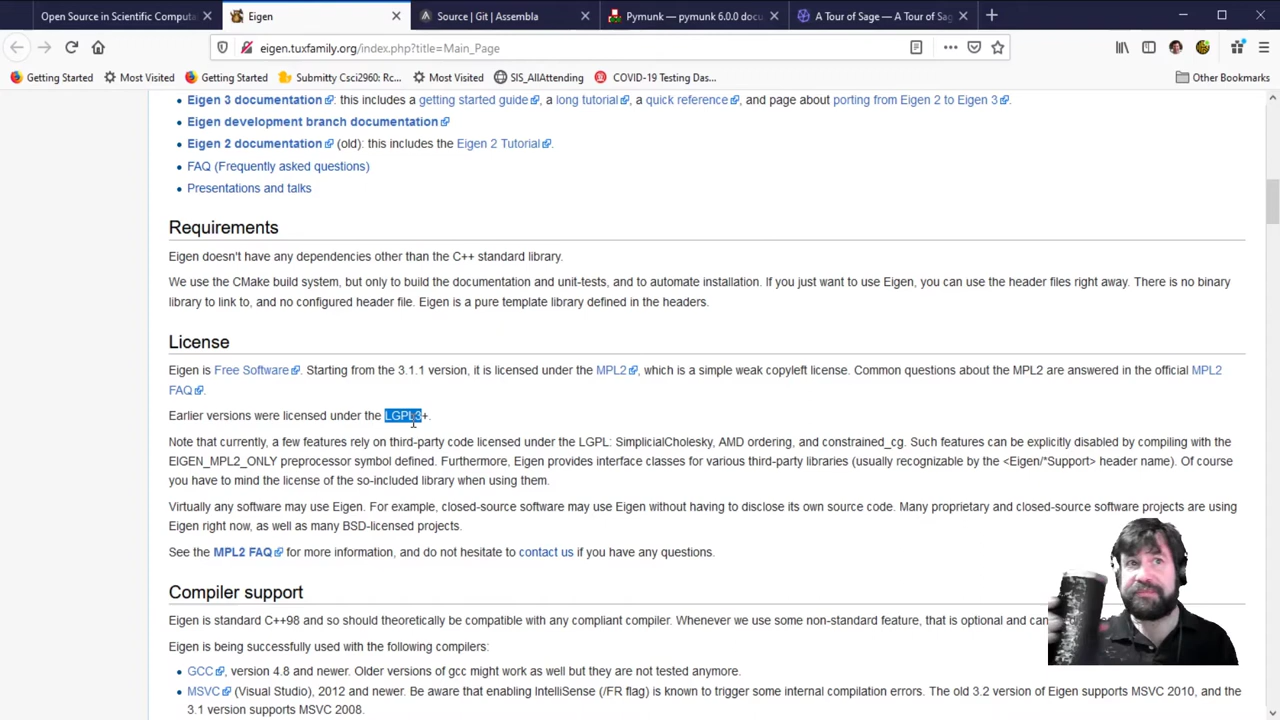 Open Source in Scientific Computa
Eigen
Source | Git | Assembla
Pymunk — pymunk 6.0.0 docu
A Tour of Sage — A Tour of Sag
eigen.tuxfamily.org/index.php?title=Main_Page
Getting Started
Most Visited
Getting Started
Submitty Csci2960: Rc...
Most Visited
SIS_AllAttending
COVID-19 Testing Das...
Other Bookmarks
Eigen 3 documentation: this includes a getting started guide, a long tutorial, a quick reference, and page about porting from Eigen 2 to Eigen 3.
Eigen development branch documentation
Eigen 2 documentation (old): this includes the Eigen 2 Tutorial.
FAQ (Frequently asked questions)
Presentations and talks
Requirements
Eigen doesn't have any dependencies other than the C++ standard library.
We use the CMake build system, but only to build the documentation and unit-tests, and to automate installation. If you just want to use Eigen, you can use the header files right away. There is no binary
library to link to, and no configured header file. Eigen is a pure template library defined in the headers.
License
Eigen is Free Software. Starting from the 3.1.1 version, it is licensed under the MPL2, which is a simple weak copyleft license. Common questions about the MPL2 are answered in the official MPL2
FAQ.
Earlier versions were licensed under the LGPL3+.
Note that currently, a few features rely on third-party code licensed under the LGPL: SimplicialCholesky, AMD ordering, and constrained_cg. Such features can be explicitly disabled by compiling with the
EIGEN_MPL2_ONLY preprocessor symbol defined. Furthermore, Eigen provides interface classes for various third-party libraries (usually recognizable by the <Eigen/*Support> header name). Of course
you have to mind the license of the so-included library when using them.
Virtually any software may use Eigen. For example, closed-source software may use Eigen without having to disclose its own source code. Many proprietary and closed-source software projects are using
Eigen right now, as well as many BSD-licensed projects.
See the MPL2 FAQ for more information, and do not hesitate to contact us if you have any questions.
Compiler support
Eigen is standard C++98 and so should theoretically be compatible with any compliant compiler. Whenever we use some non-standard feature, that is optional and can
Eigen is being successfully used with the following compilers:
GCC, version 4.8 and newer. Older versions of gcc might work as well but they are not tested anymore.
MSVC (Visual Studio), 2012 and newer. Be aware that enabling IntelliSense (/FR flag) is known to trigger some internal compilation errors. The old 3.2 version of Eigen supports MSVC 2010, and the
3.1 version supports MSVC 2008.